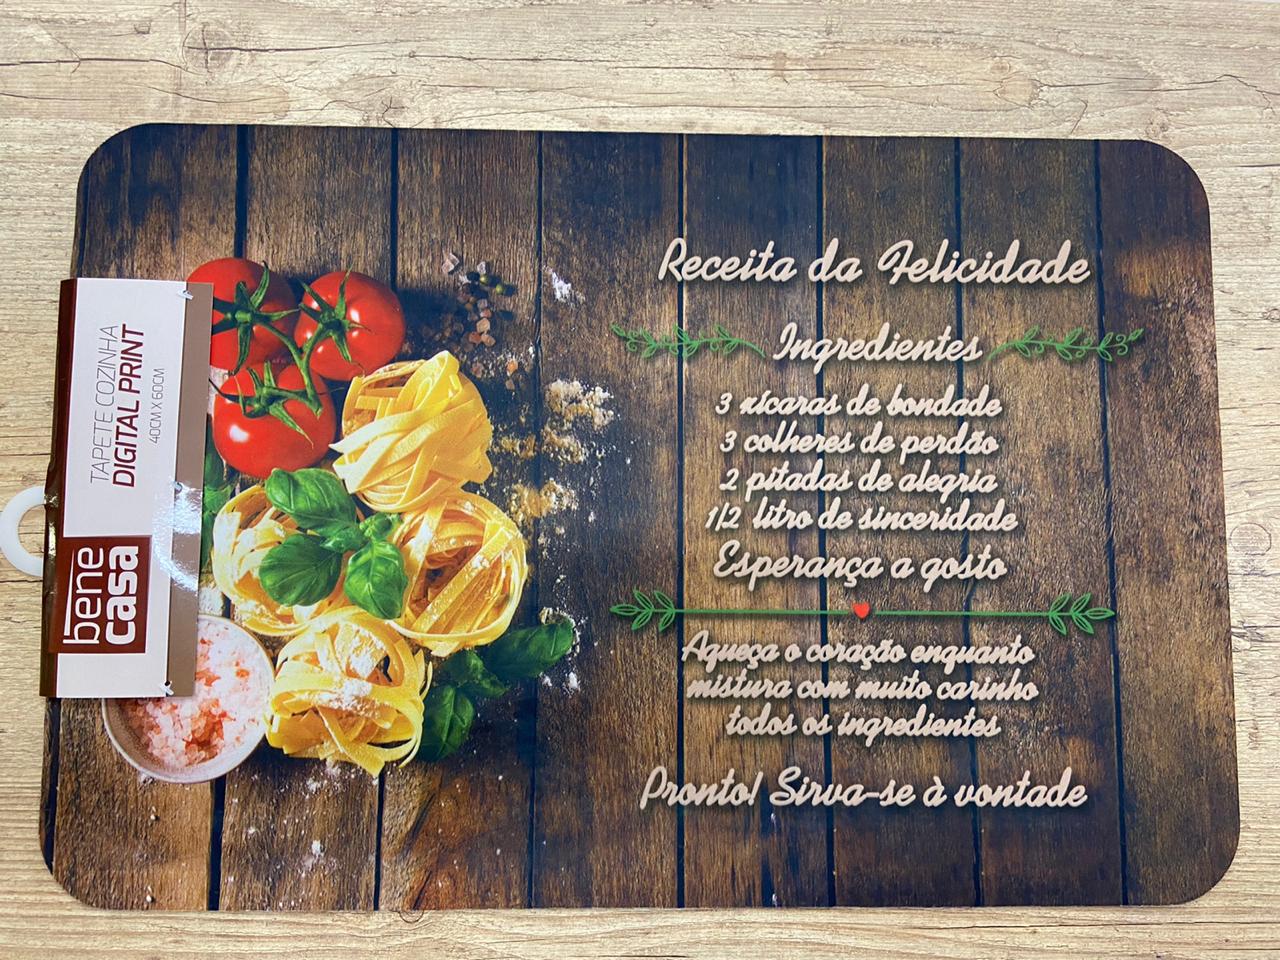 TAPETE COZINHA
DIGITAL PRINT
40CM X 60CM
bene
casa
Receita da Felicidade
Ingredientes
3 xícaras de bondade
3 colheres de perdão
2 pitadas de alegria
1/2 litro de sinceridade
Esperança a gosto
Aqueça o coração enquanto
mistura com muito carinho
todos os ingredientes
Pronto! Sirva-se à vontade